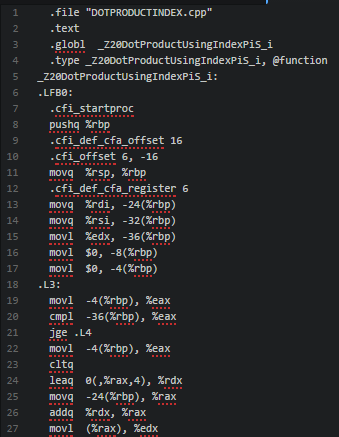 1 .file "DOTPRODUCTINDEX.cpp"
2 .text
3 .globl _Z20DotProductUsingIndexPiS_i
4 .type _Z20DotProductUsingIndexPiS_i, @function
5 _Z20DotProductUsingIndexPiS_i:
6 .LFB0:
7 .cfi_startproc
8 pushq %rbp
9 .cfi_def_cfa_offset 16
10 .cfi_offset 6, -16
11 movq %rsp, %rbp
12 .cfi_def_cfa_register 6
13 movq %rdi, -24(%rbp)
14 movq %rsi, -32(%rbp)
15 movl %edx, -36(%rbp)
16 movl $0, -8(%rbp)
17 movl $0, -4(%rbp)
18 .L3:
19 movl -4(%rbp), %eax
20 cmpl -36(%rbp), %eax
21 jge .L4
22 movl -4(%rbp), %eax
23 cltq
24 leaq 0(,%rax,4), %rdx
25 movq -24(%rbp), %rax
26 addq %rdx, %rax
27 movl (%rax), %edx